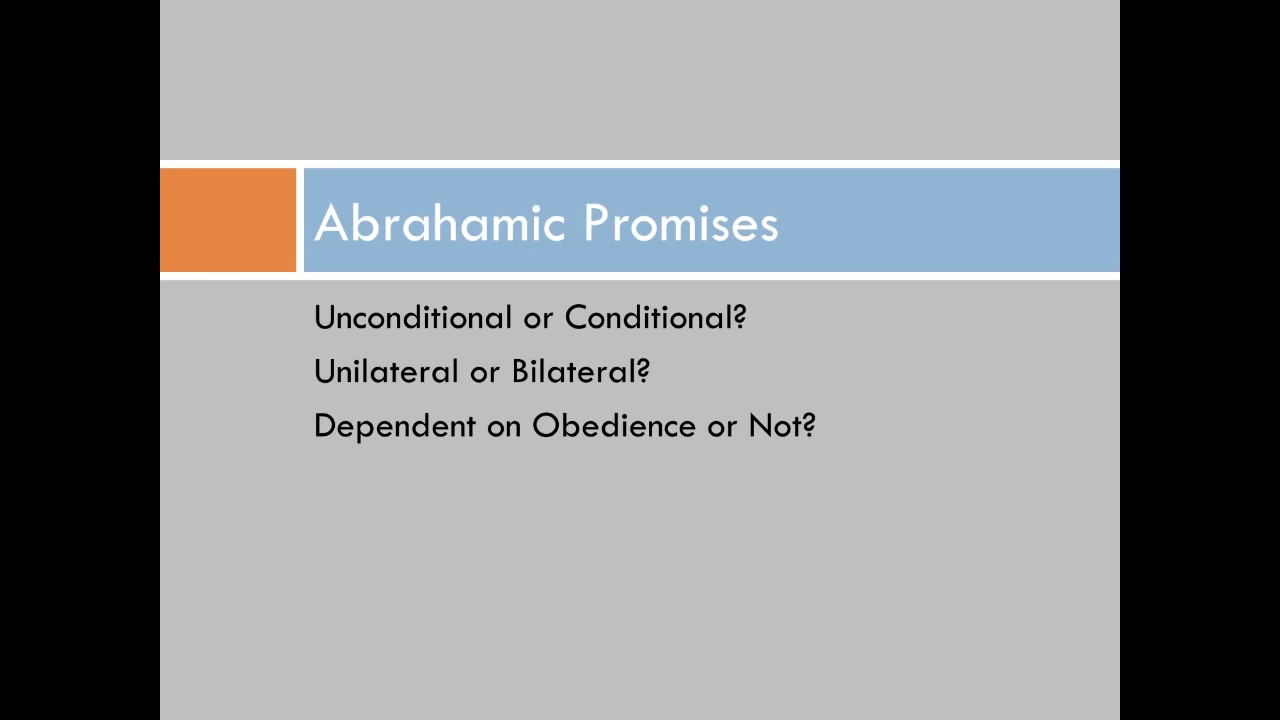 Abrahamic Promises
Unconditional or Conditional?
Unilateral or Bilateral?
Dependent on Obedience or Not?